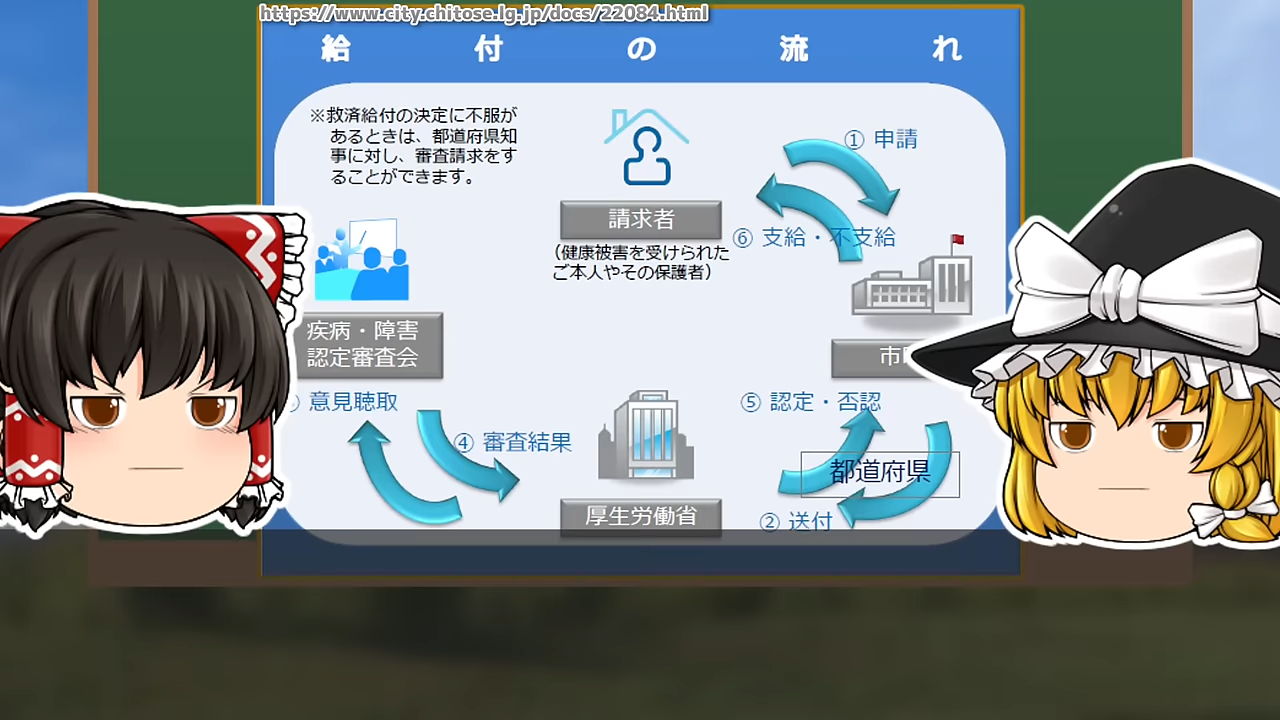 https://www.city.chitose.lg.jp/docs/22084.html
給付の流れ
※救済給付の決定に不服が
あるときは、都道府県知
事に対し、審査請求をす
ることができます。
① 申請
請求者
⑥ 支給・不支給
(健康被害を受けられた
ご本人やその保護者)
疾病・障害
認定審査会
市
意見聴取
⑤ 認定・否認
④ 審査結果
都道府県
厚生労働省
② 送付